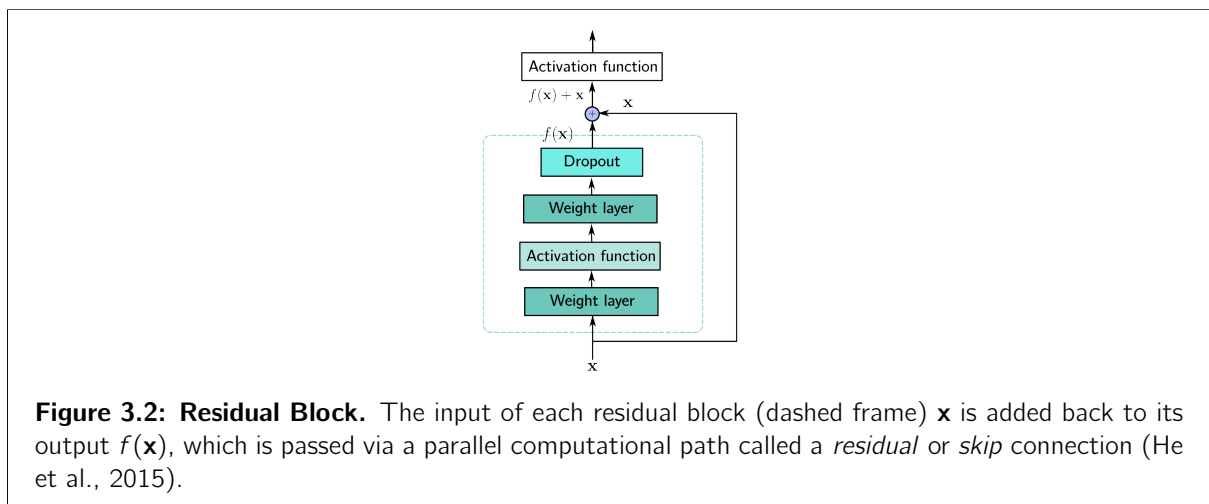 Activation function
f(x) + x
x
f(x)
Dropout
Weight layer
Activation function
Weight layer
x
Figure 3.2: Residual Block. The input of each residual block (dashed frame) x is added back to its
output f(x), which is passed via a parallel computational path called a residual or skip connection (He
et al., 2015).